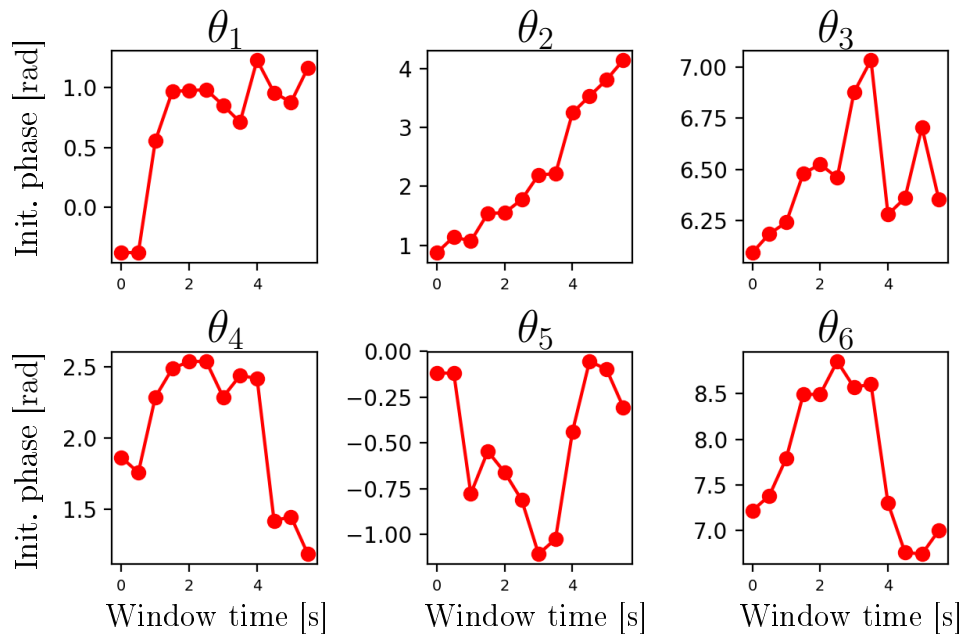 θ1 θ2 θ3
Init. phase [rad]
1.0
0.5
0.0
0 2 4
4
3
2
1
0 2 4
7.00
6.75
6.50
6.25
0 2 4
θ4 θ5 θ6
Init. phase [rad]
2.5
2.0
1.5
0 2 4
Window time [s]
0.00
−0.25
−0.50
−0.75
−1.00
0 2 4
Window time [s]
8.5
8.0
7.5
7.0
0 2 4
Window time [s]